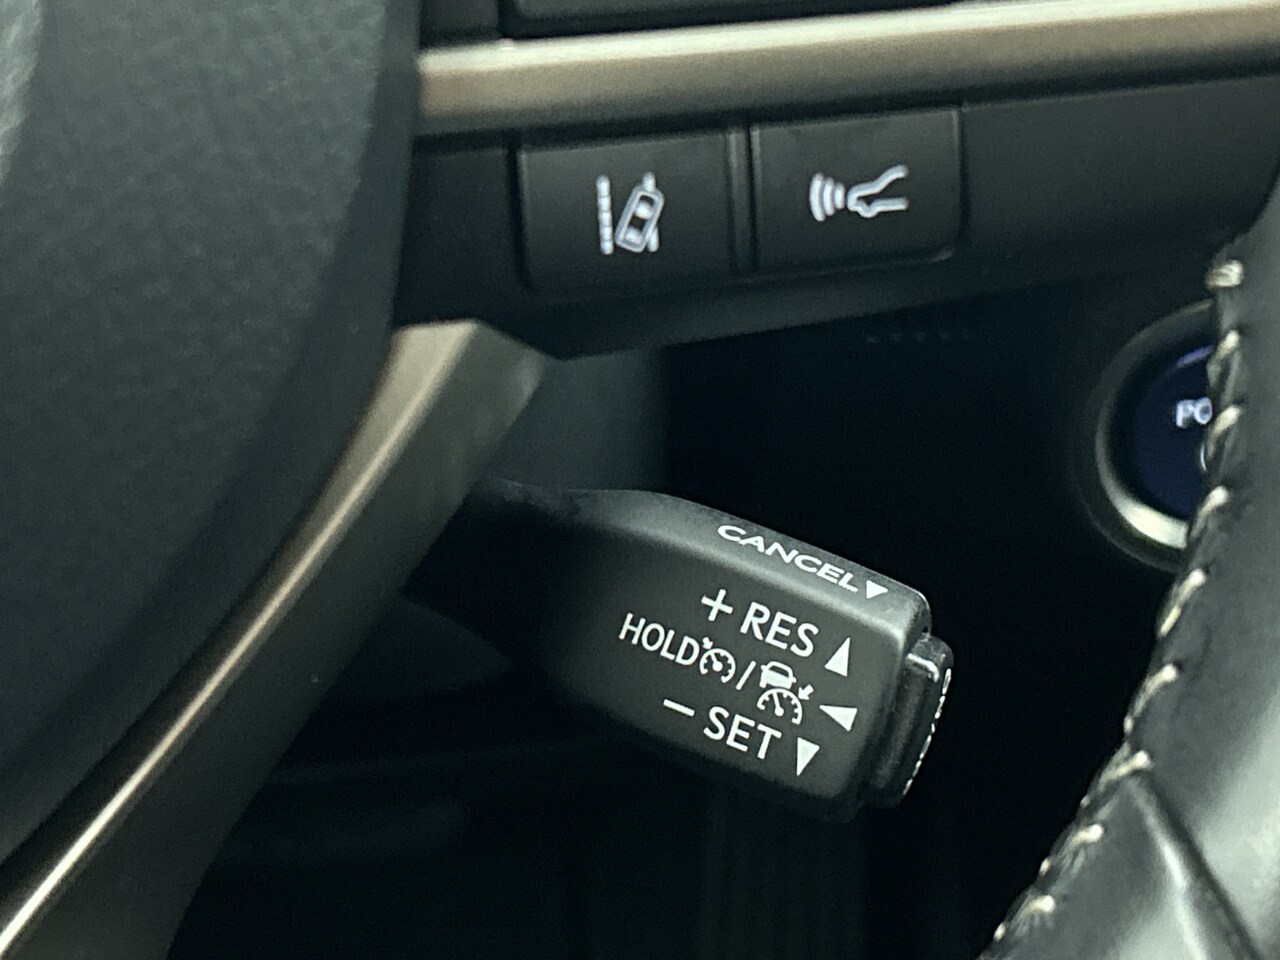 CANCEL▼
+ RES ▲
HOLD / ◀
− SET ▼